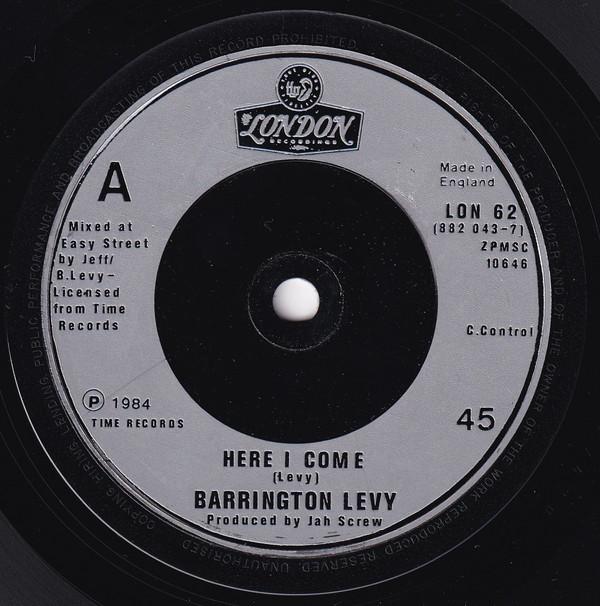 FULL FREQUENCY
ffrr
LONDON
RECORDINGS
A
Made in
England
LON 62
(882 043-7)
ZPMSC
10646
Mixed at
Easy Street
by Jeff/
B.Levy-
Licensed
from Time
Records
C.Control
℗ 1984
TIME RECORDS
45
HERE I COME
(Levy)
BARRINGTON LEVY
Produced by Jah Screw
ALL RIGHTS OF THE PRODUCER AND OF THE OWNER OF THE WORK REPRODUCED RESERVED. UNAUTHORISED COPYING HIRING LENDING, PUBLIC PERFORMANCE AND BROADCASTING OF THIS RECORD PROHIBITED.